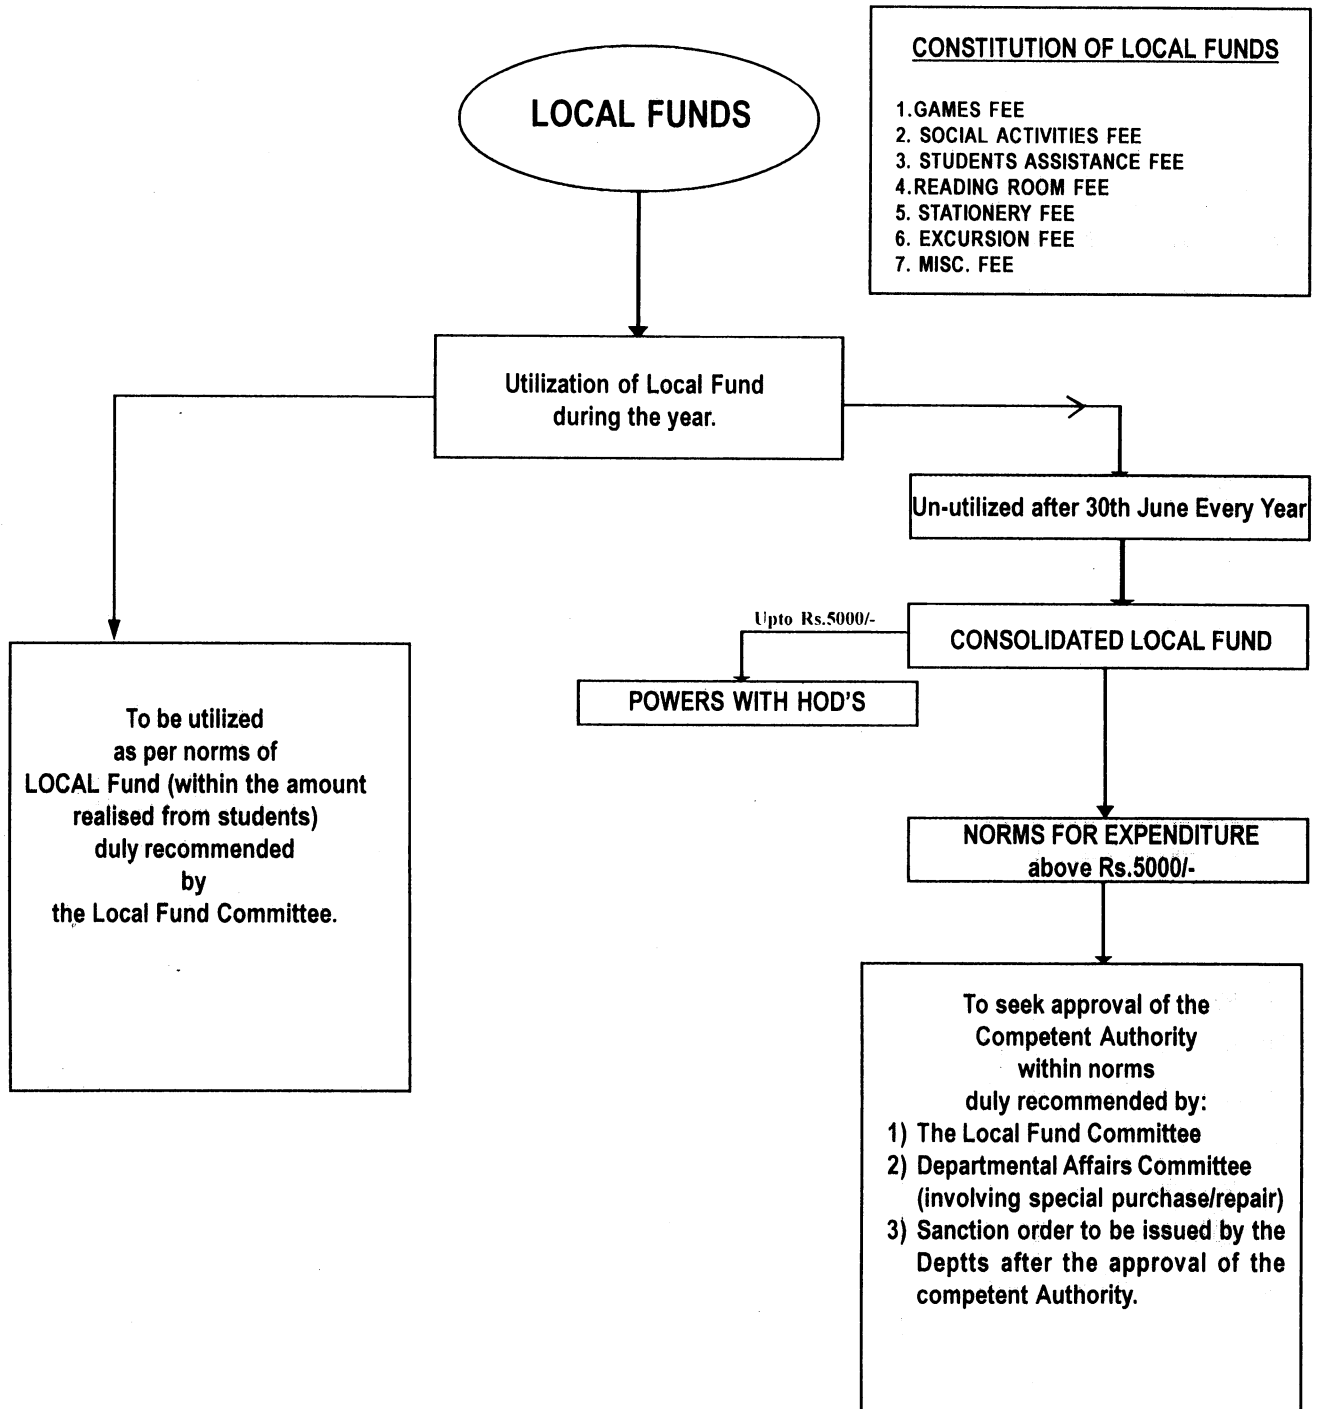 CONSTITUTION OF LOCAL FUNDS
1.GAMES FEE
2. SOCIAL ACTIVITIES FEE
3. STUDENTS ASSISTANCE FEE
4.READING ROOM FEE
5. STATIONERY FEE
6. EXCURSION FEE
7. MISC. FEE
LOCAL FUNDS
Utilization of Local Fund
during the year.
Un-utilized after 30th June Every Year
Upto Rs.5000/-
CONSOLIDATED LOCAL FUND
POWERS WITH HOD'S
To be utilized
as per norms of
LOCAL Fund (within the amount
realised from students)
duly recommended
by
the Local Fund Committee.
NORMS FOR EXPENDITURE
above Rs.5000/-
To seek approval of the
Competent Authority
within norms
duly recommended by:
1) The Local Fund Committee
2) Departmental Affairs Committee
(involving special purchase/repair)
3) Sanction order to be issued by the
Deptts after the approval of the
competent Authority.